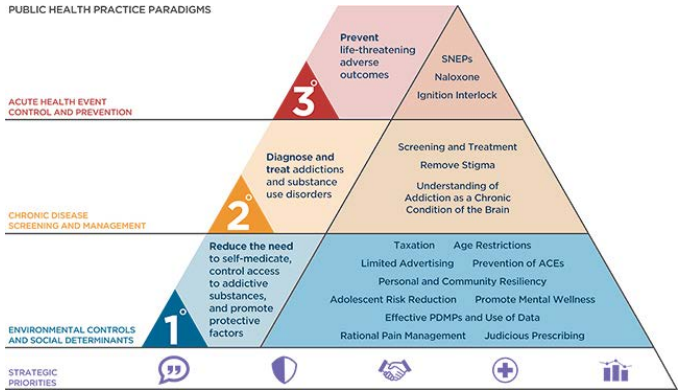 PUBLIC HEALTH PRACTICE PARADIGMS
Prevent
life-threatening
adverse
outcomes
SNEPs
Naloxone
Ignition Interlock
3°
ACUTE HEALTH EVENT
CONTROL AND PREVENTION
Diagnose and
treat addictions
and substance
use disorders
Screening and Treatment
Remove Stigma
Understanding of
Addiction as a Chronic
Condition of the Brain
2°
CHRONIC DISEASE
SCREENING AND MANAGEMENT
Reduce the need
to self-medicate,
control access
to addictive
substances,
and promote
protective
factors
Taxation Age Restrictions
Limited Advertising Prevention of ACEs
Personal and Community Resiliency
Adolescent Risk Reduction Promote Mental Wellness
Effective PDMPs and Use of Data
Rational Pain Management Judicious Prescribing
1°
ENVIRONMENTAL CONTROLS
AND SOCIAL DETERMINANTS
STRATEGIC
PRIORITIES